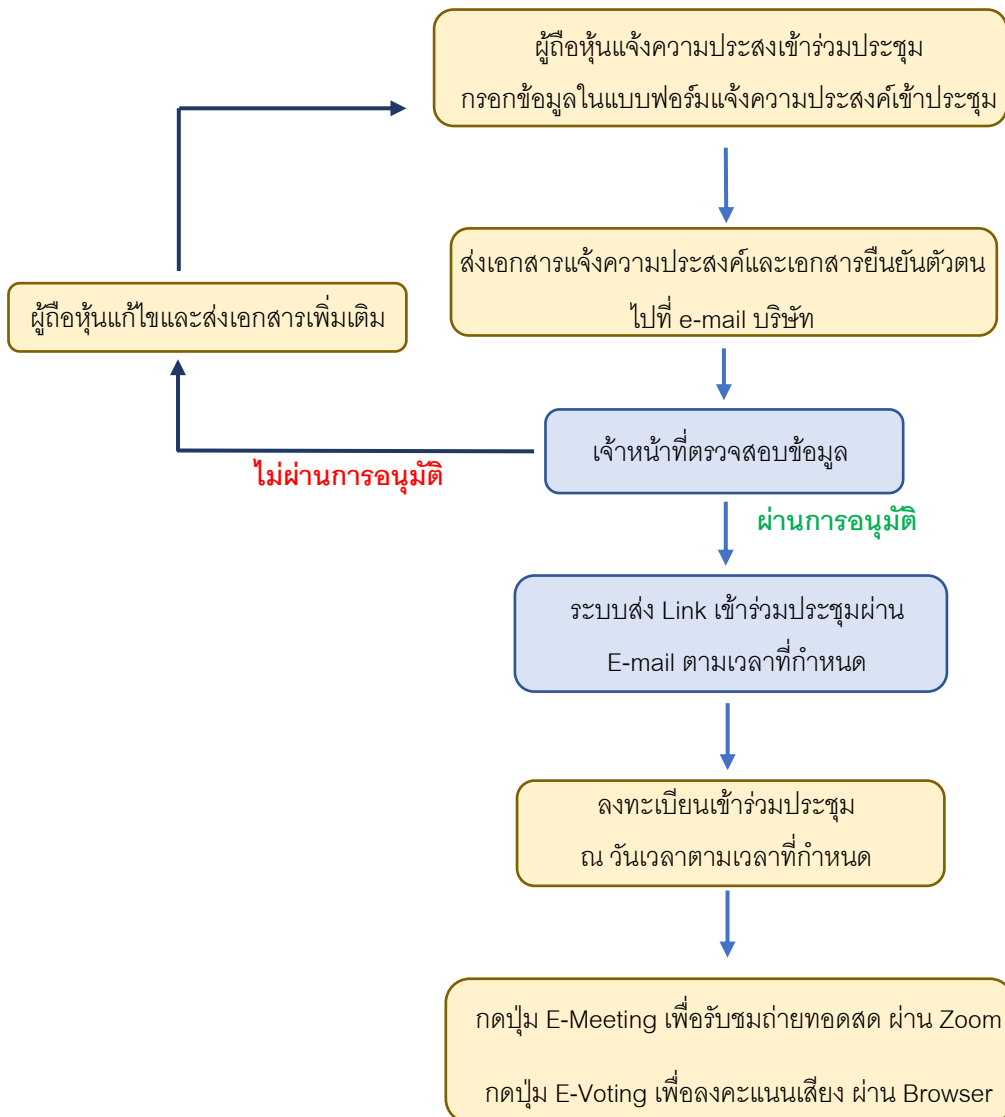 ผู้ถือหุ้นแจ้งความประสงเข้าร่วมประชุม
กรอกข้อมูลในแบบฟอร์มแจ้งความประสงค์เข้าประชุม
ส่งเอกสารแจ้งความประสงค์และเอกสารยืนยันตัวตน
ไปที่ e-mail บริษัท
ผู้ถือหุ้นแก้ไขและส่งเอกสารเพิ่มเติม
เจ้าหน้าที่ตรวจสอบข้อมูล
ไม่ผ่านการอนุมัติ
ผ่านการอนุมัติ
ระบบส่ง Link เข้าร่วมประชุมผ่าน
E-mail ตามเวลาที่กำหนด
ลงทะเบียนเข้าร่วมประชุม
ณ วันเวลาตามเวลาที่กำหนด
กดปุ่ม E-Meeting เพื่อรับชมถ่ายทอดสด ผ่าน Zoom
กดปุ่ม E-Voting เพื่อลงคะแนนเสียง ผ่าน Browser